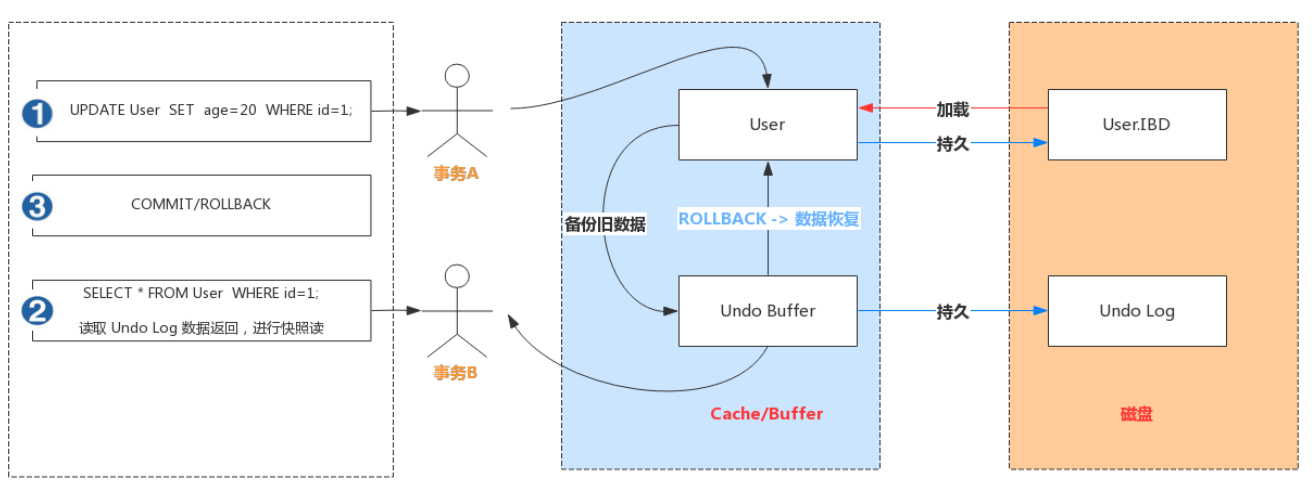 1
UPDATE User SET age=20 WHERE id=1;
事务A
3
COMMIT/ROLLBACK
2
SELECT * FROM User WHERE id=1;
读取 Undo Log 数据返回，进行快照读
事务B
User
备份旧数据
ROLLBACK -> 数据恢复
Undo Buffer
Cache/Buffer
加载
持久
持久
User.IBD
Undo Log
磁盘